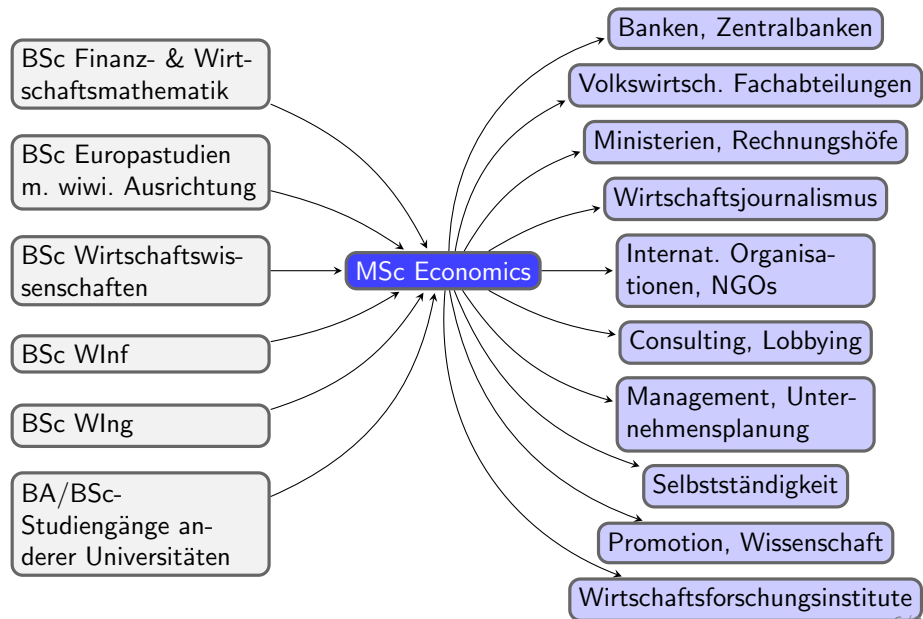 BSc Finanz- & Wirt-
schaftsmathematik
BSc Europastudien
m. wiwi. Ausrichtung
BSc Wirtschaftswis-
senschaften
BSc WInf
BSc WIng
BA/BSc-
Studiengänge an-
derer Universitäten
MSc Economics
Banken, Zentralbanken
Volkswirtsch. Fachabteilungen
Ministerien, Rechnungshöfe
Wirtschaftsjournalismus
Internat. Organisa-
tionen, NGOs
Consulting, Lobbying
Management, Unter-
nehmensplanung
Selbstständigkeit
Promotion, Wissenschaft
Wirtschaftsforschungsinstitute